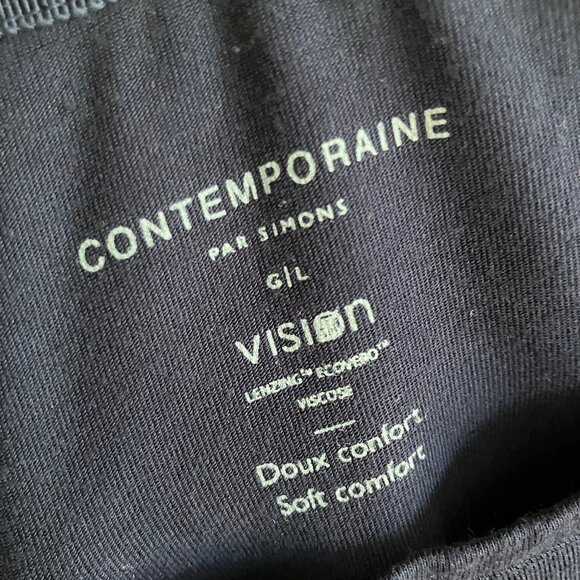 CONTEMPORAINE
PAR SIMONS
G|L
VISION
LENZING™ ECOVERO™
VISCOSE
Doux confort
Soft comfort